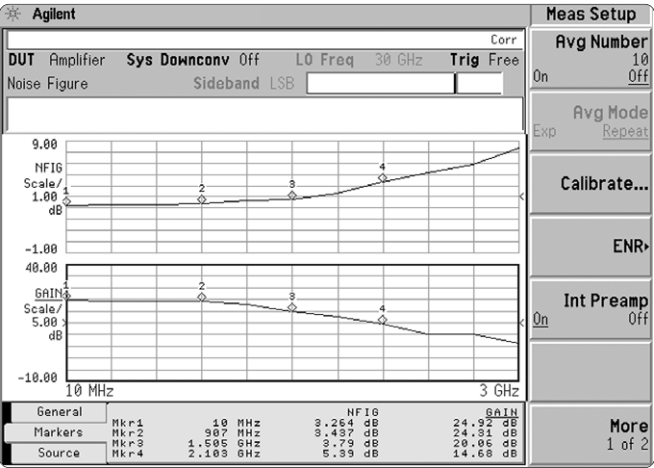 Agilent
Meas Setup
Corr
DUT Amplifier Sys Downconv Off LO Freq 30 GHz Trig Free
Noise Figure Sideband LSB
Avg Number
10
On Off
Avg Mode
Exp Repeat
Calibrate...
ENR
Int Preamp
On Off
More
1 of 2
9.00
NFIG
Scale/
1.00
dB
-1.00
1 2 3 4
40.00
GAIN
Scale/
5.00
dB
-10.00
1 2 3 4
10 MHz 3 GHz
General
Markers
Source
NFIG GAIN
Mkr1 10 MHz 3.264 dB 24.92 dB
Mkr2 907 MHz 3.437 dB 24.31 dB
Mkr3 1.505 GHz 3.79 dB 20.06 dB
Mkr4 2.103 GHz 5.39 dB 14.68 dB